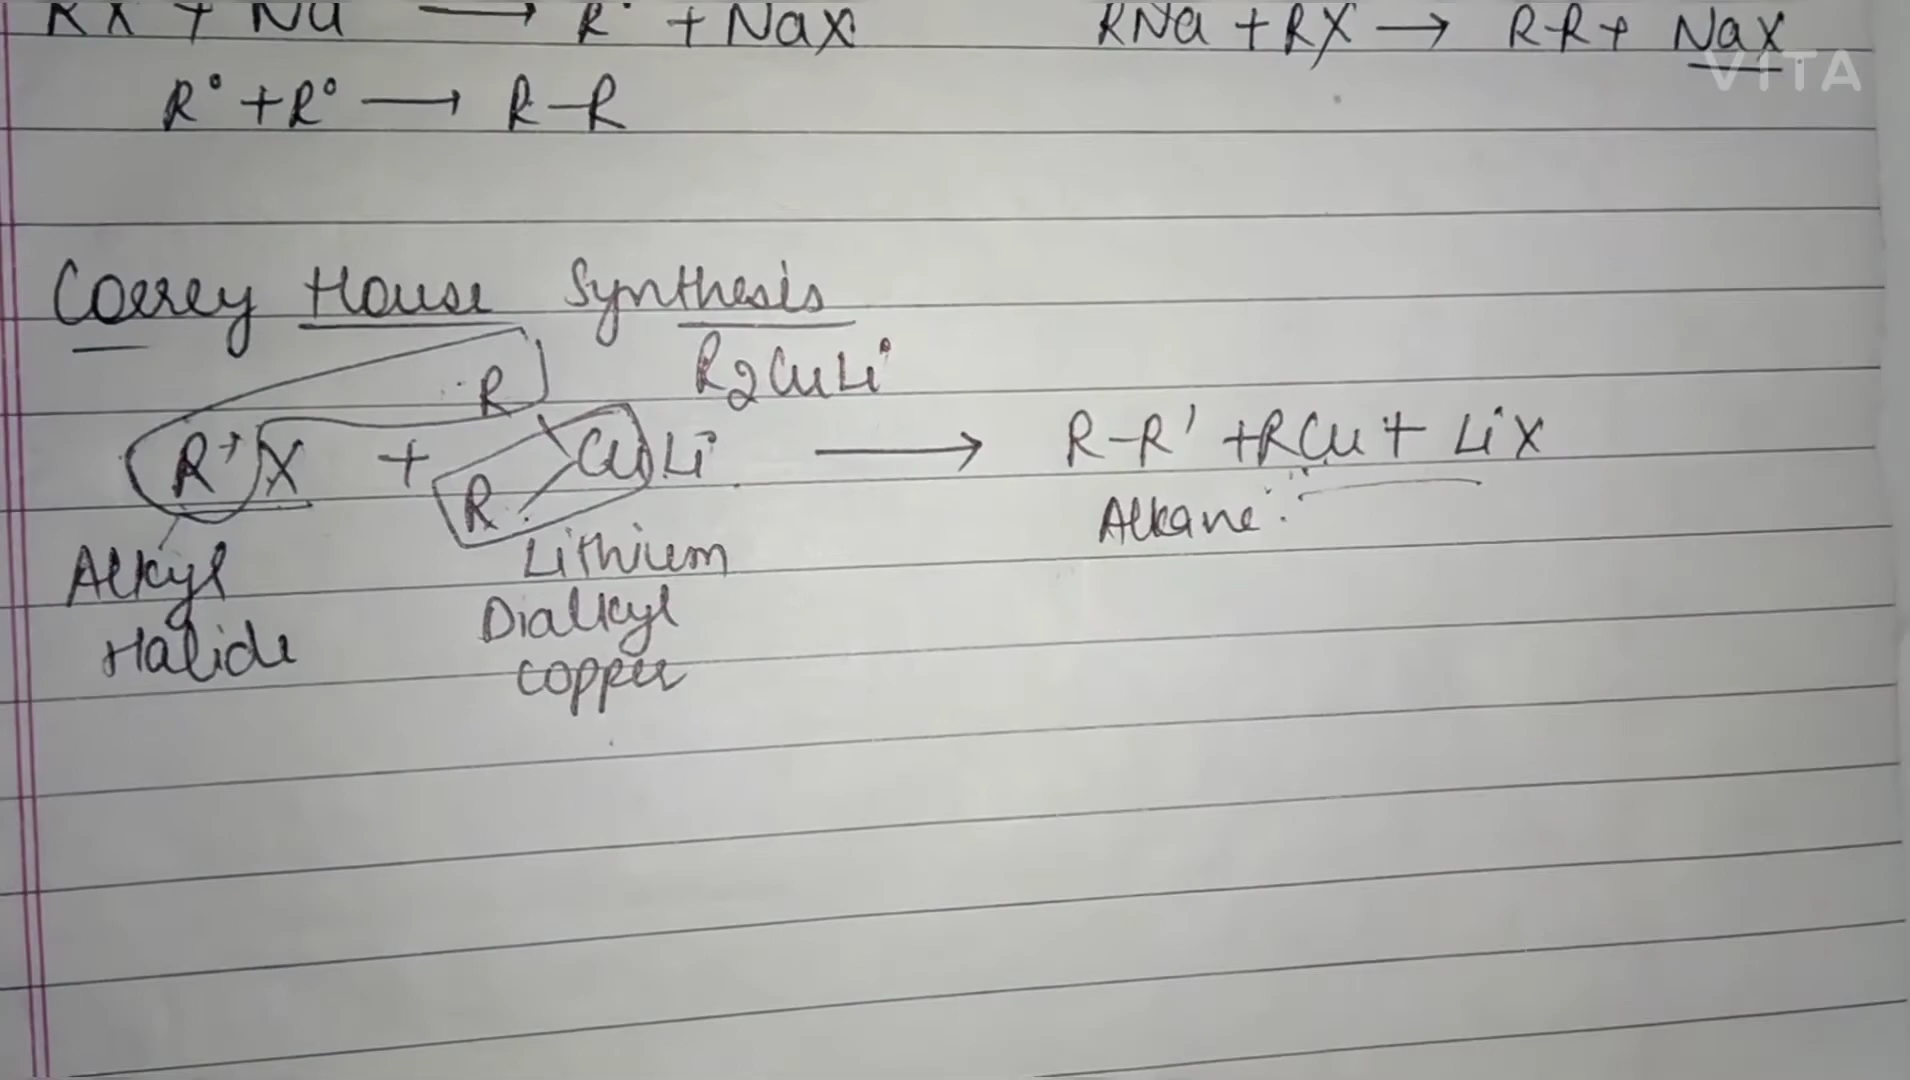 RX + Na ⟶ R° + NaX RNa + RX → R-R + NaX
VITA
R° + R° ⟶ R-R
Correy House Synthesis
R2CuLi
R
R'X + CuLi ⟶ R-R' + RCu + LiX
R
Alkane
Alkyl Halide
Lithium Dialkyl copper